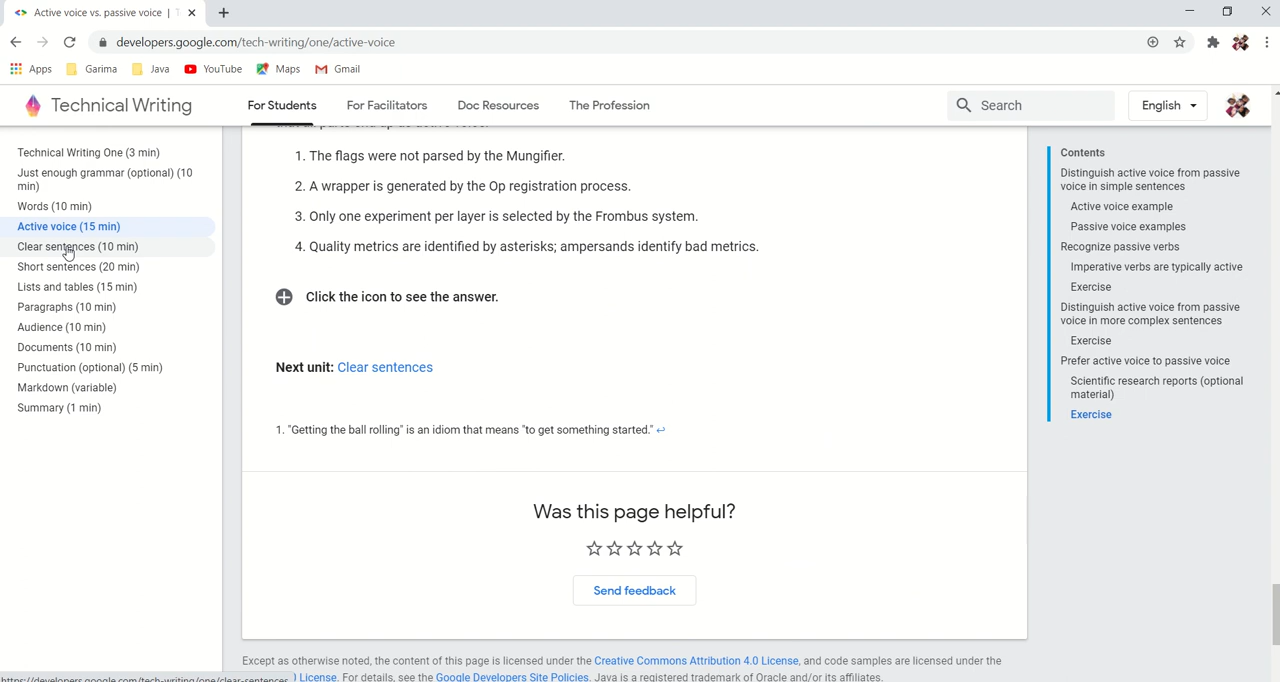 Active voice vs. passive voice |
developers.google.com/tech-writing/one/active-voice
Apps Garima Java YouTube Maps Gmail
Technical Writing For Students For Facilitators Doc Resources The Profession Search English
Technical Writing One (3 min)
Just enough grammar (optional) (10
min)
Words (10 min)
Active voice (15 min)
Clear sentences (10 min)
Short sentences (20 min)
Lists and tables (15 min)
Paragraphs (10 min)
Audience (10 min)
Documents (10 min)
Punctuation (optional) (5 min)
Markdown (variable)
Summary (1 min)
1. The flags were not parsed by the Mungifier.
2. A wrapper is generated by the Op registration process.
3. Only one experiment per layer is selected by the Frombus system.
4. Quality metrics are identified by asterisks; ampersands identify bad metrics.
Click the icon to see the answer.
Next unit: Clear sentences
1. "Getting the ball rolling" is an idiom that means "to get something started." ↩
Was this page helpful?
Send feedback
Except as otherwise noted, the content of this page is licensed under the Creative Commons Attribution 4.0 License, and code samples are licensed under the
License. For details, see the Google Developers Site Policies. Java is a registered trademark of Oracle and/or its affiliates.
https://developers.google.com/tech-writing/one/clear-sentences
Contents
Distinguish active voice from passive
voice in simple sentences
Active voice example
Passive voice examples
Recognize passive verbs
Imperative verbs are typically active
Exercise
Distinguish active voice from passive
voice in more complex sentences
Exercise
Prefer active voice to passive voice
Scientific research reports (optional
material)
Exercise